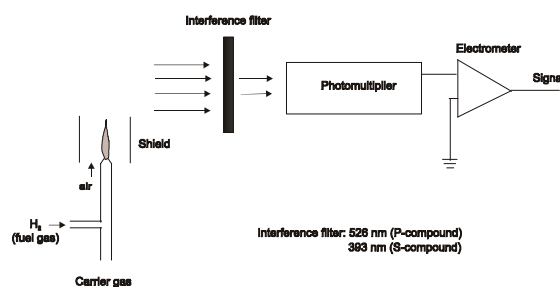 Interference filter
Electrometer
Photomultiplier
Signa
Shield
air
H₂
(fuel gas)
Interference filter: 526 nm (P-compound)
393 nm (S-compound)
Carrier gas